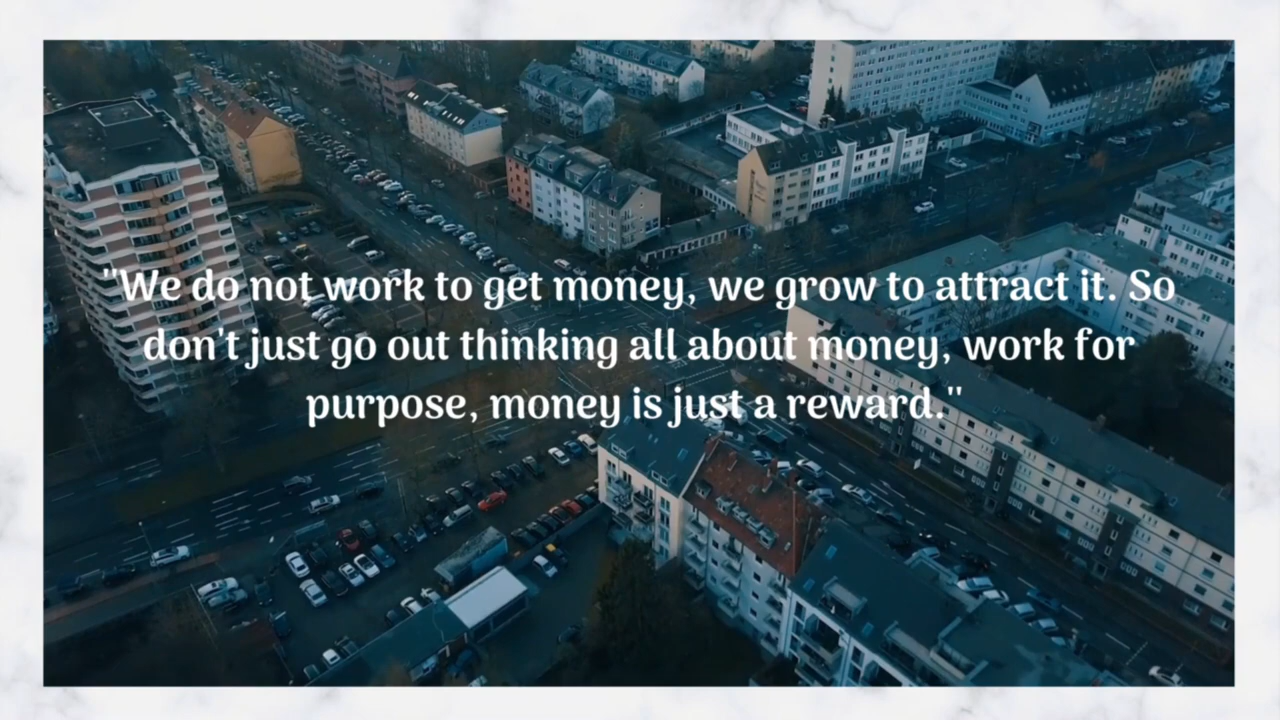 "We do not work to get money, we grow to attract it. So
don't just go out thinking all about money, work for
purpose, money is just a reward."